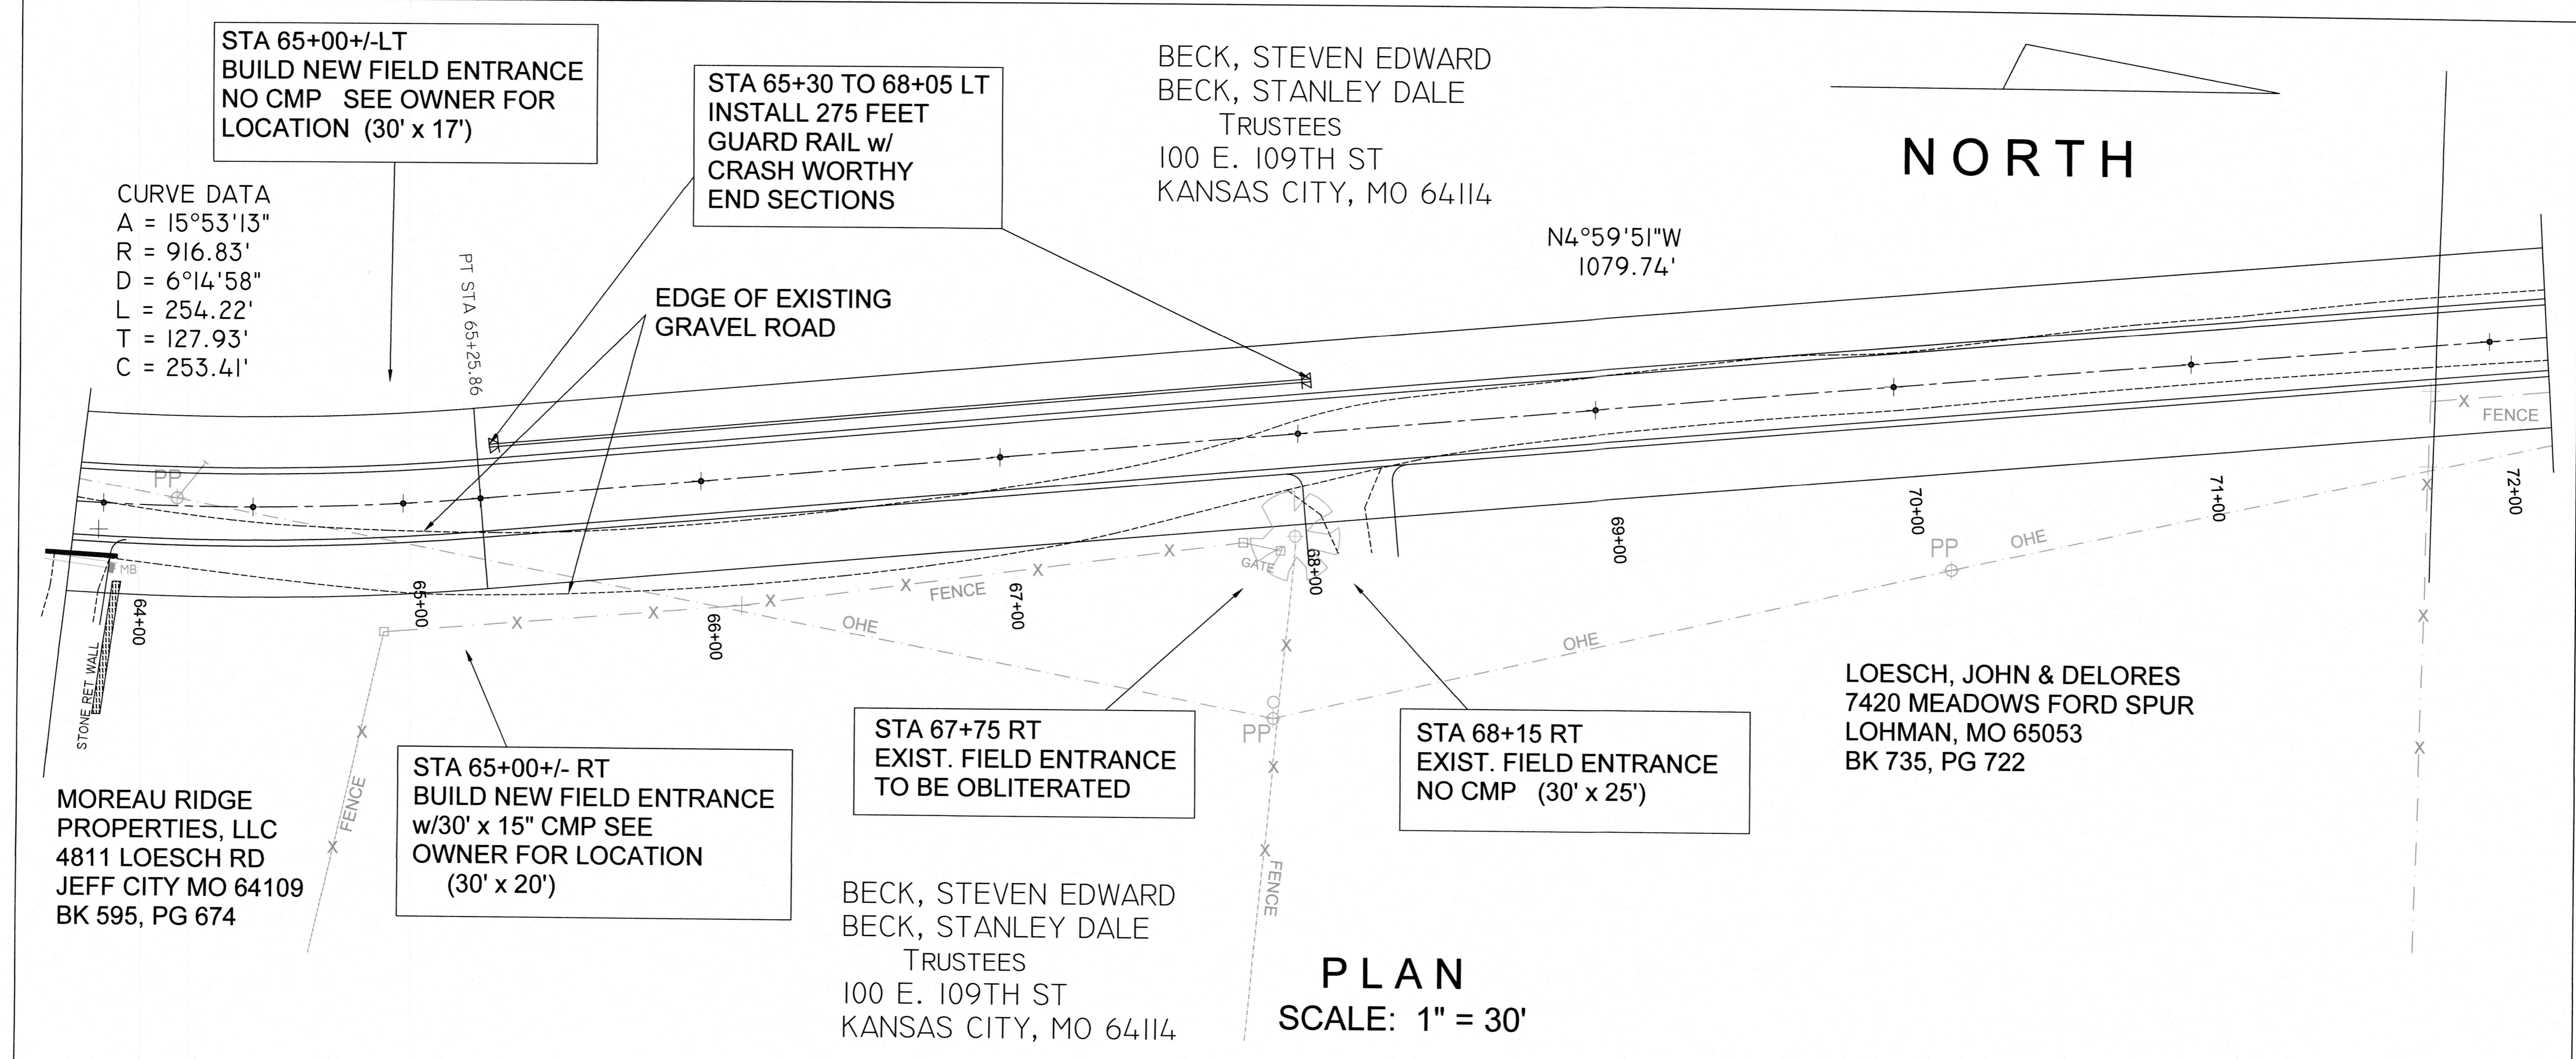 STA 65+00+/-LT
BUILD NEW FIELD ENTRANCE
NO CMP SEE OWNER FOR
LOCATION (30' x 17')
STA 65+30 TO 68+05 LT
INSTALL 275 FEET
GUARD RAIL w/
CRASH WORTHY
END SECTIONS
BECK, STEVEN EDWARD
BECK, STANLEY DALE
TRUSTEES
100 E. 109TH ST
KANSAS CITY, MO 64114
NORTH
CURVE DATA
A = 15°53'13"
R = 916.83'
D = 6°14'58"
L = 254.22'
T = 127.93'
C = 253.41'
PT STA 65+25.86
EDGE OF EXISTING
GRAVEL ROAD
N4°59'51"W
1079.74'
PP
MB
STONE RET WALL
64+00
65+00
66+00
67+00
68+00
69+00
70+00
71+00
72+00
X
FENCE
X
X
X
X
X
FENCE
X
X
GATE
OHE
OHE
OHE
PP
PP
X
FENCE
X
X
X
X
FENCE
X
X
X
MOREAU RIDGE
PROPERTIES, LLC
4811 LOESCH RD
JEFF CITY MO 64109
BK 595, PG 674
STA 65+00+/- RT
BUILD NEW FIELD ENTRANCE
w/30' x 15" CMP SEE
OWNER FOR LOCATION
(30' x 20')
STA 67+75 RT
EXIST. FIELD ENTRANCE
TO BE OBLITERATED
STA 68+15 RT
EXIST. FIELD ENTRANCE
NO CMP (30' x 25')
LOESCH, JOHN & DELORES
7420 MEADOWS FORD SPUR
LOHMAN, MO 65053
BK 735, PG 722
BECK, STEVEN EDWARD
BECK, STANLEY DALE
TRUSTEES
100 E. 109TH ST
KANSAS CITY, MO 64114
PLAN
SCALE: 1" = 30'